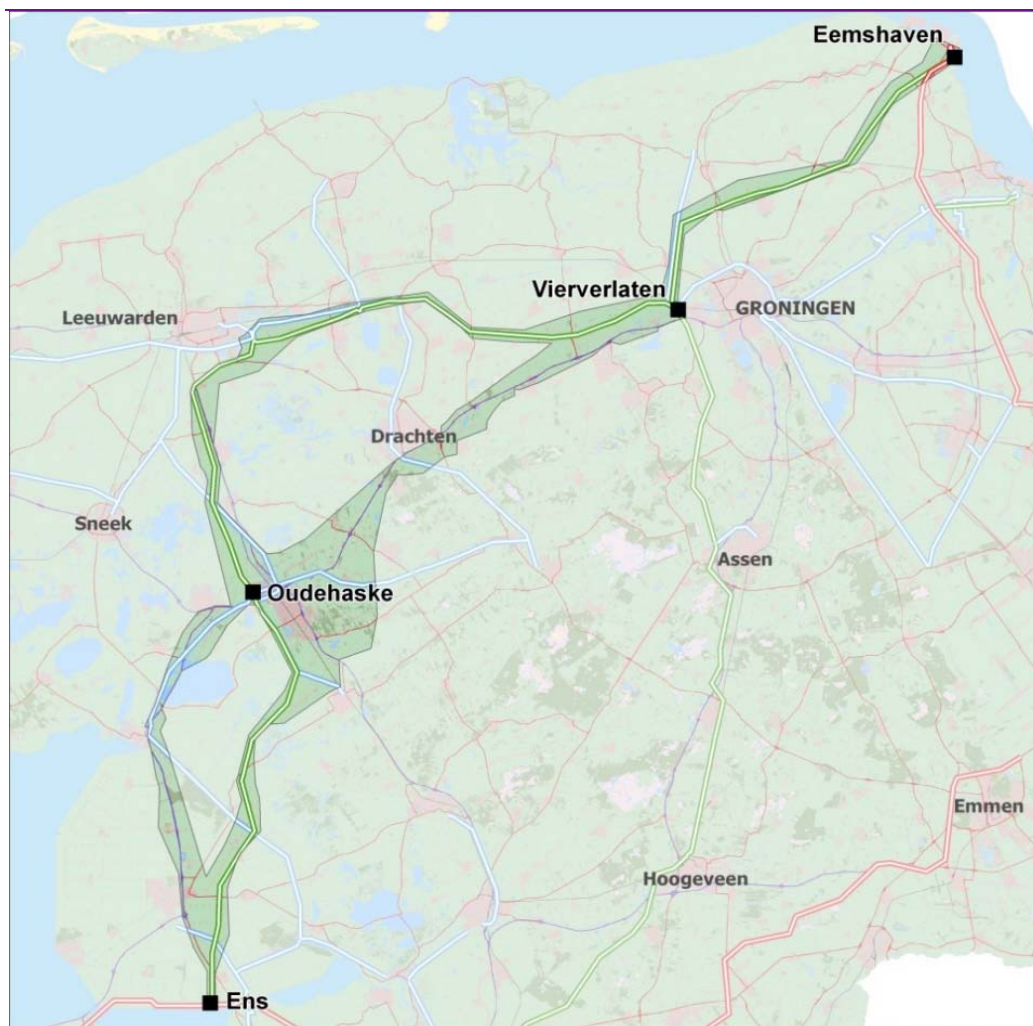 Eemshaven
Vierverlaten
GRONINGEN
Leeuwarden
Drachten
Sneek
Assen
Oudehaske
Emmen
Hoogeveen
Ens